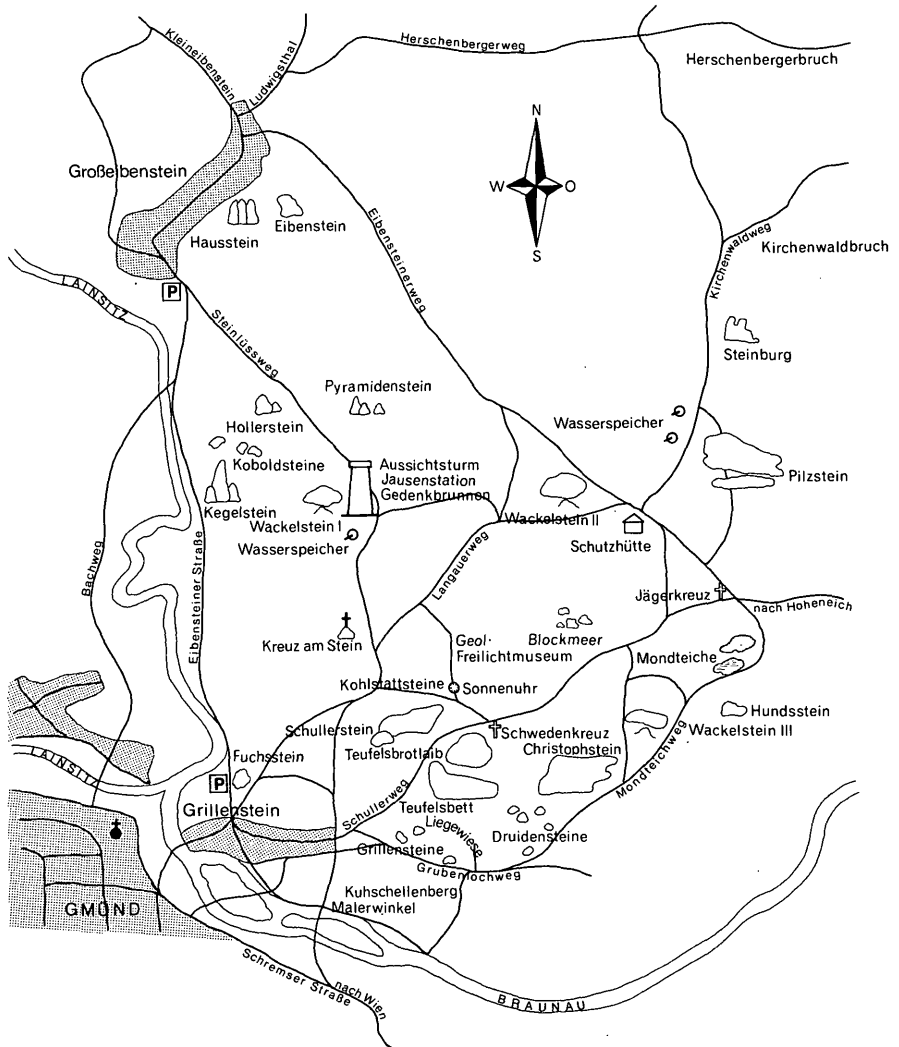 Kleineibenstein
Ludwigsthal
Herschenbergerweg
Herschenbergerbruch
N
W
O
S
Großeibenstein
Hausstein
Eibenstein
Eibensteinerweg
Kirchenwaldweg
Kirchenwaldbruch
LAINSITZ
P
Steinlüssweg
Steinburg
Pyramidenstein
Hollerstein
Wasserspeicher
Koboldsteine
Aussichtsturm
Jausenstation
Gedenkbrunnen
Pilzstein
Kegelstein
Wackelstein I
Wackelstein II
Wasserspeicher
Schutzhütte
Bachweg
Eibensteiner Straße
Langauerweg
Jägerkreuz
nach Hoheneich
Kreuz am Stein
Geol.
Freilichtmuseum
Blockmeer
Mondteiche
Kohlstattsteine
Sonnenuhr
Schullerstein
Schwedenkreuz
Christophstein
Hundsstein
Wackelstein III
Teufelsbrotlaib
Fuchsstein
LAINSITZ
P
Mondteichweg
Grillenstein
Schullerweg
Teufelsbett
Liegewiese
Druidensteine
Grillensteine
Grubenlochweg
Kuhschellenberg
Malerwinkel
GMÜND
Schremser Straße
nach Wien
BRAUNAU